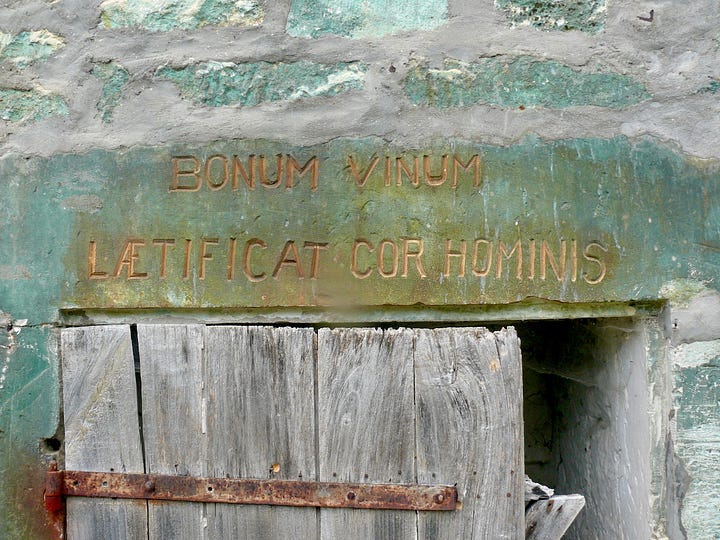 BONUM VINUM
LÆTIFICAT COR HOMINIS